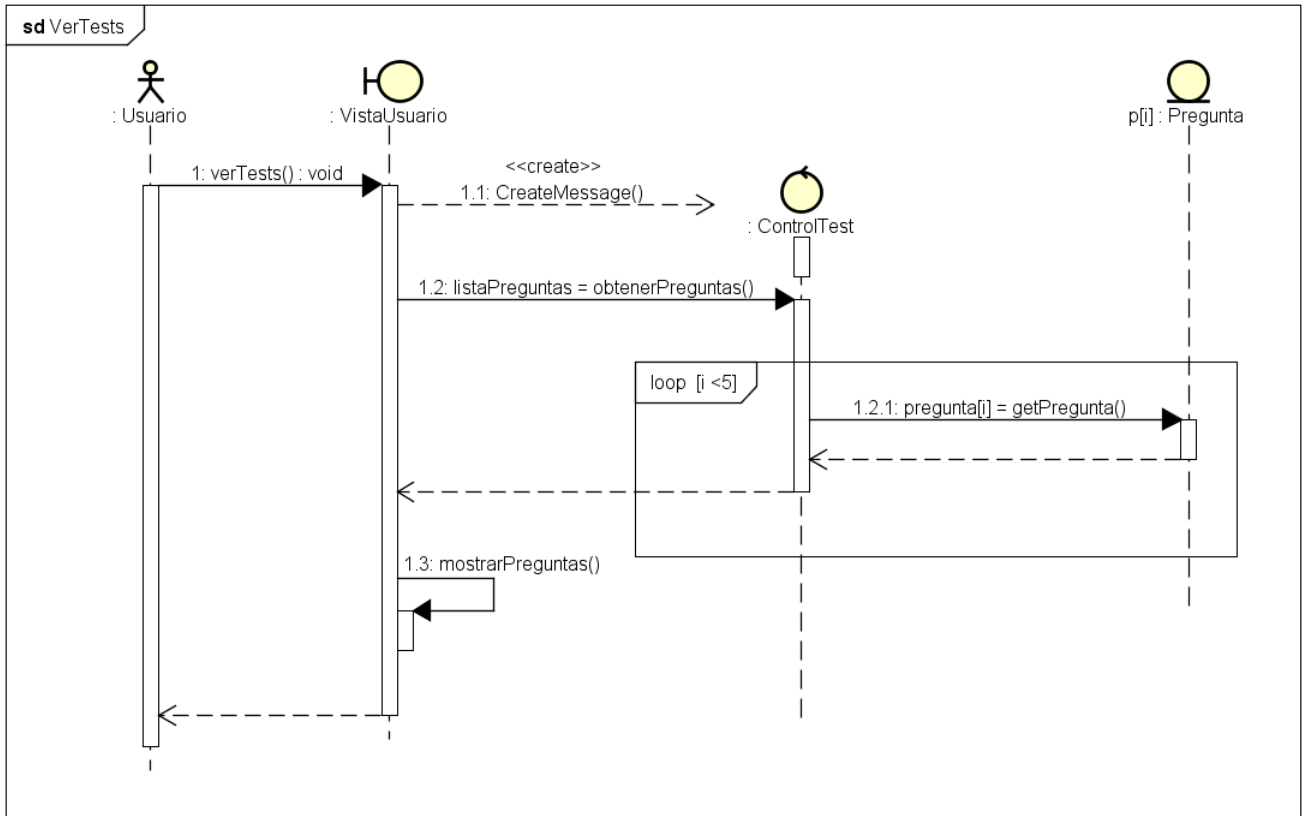 sd VerTests
: Usuario
: VistaUsuario
p[i] : Pregunta
1: verTests() : void
<<create>>
1.1: CreateMessage()
: ControlTest
1.2: listaPreguntas = obtenerPreguntas()
loop [i <5]
1.2.1: pregunta[i] = getPregunta()
1.3: mostrarPreguntas()